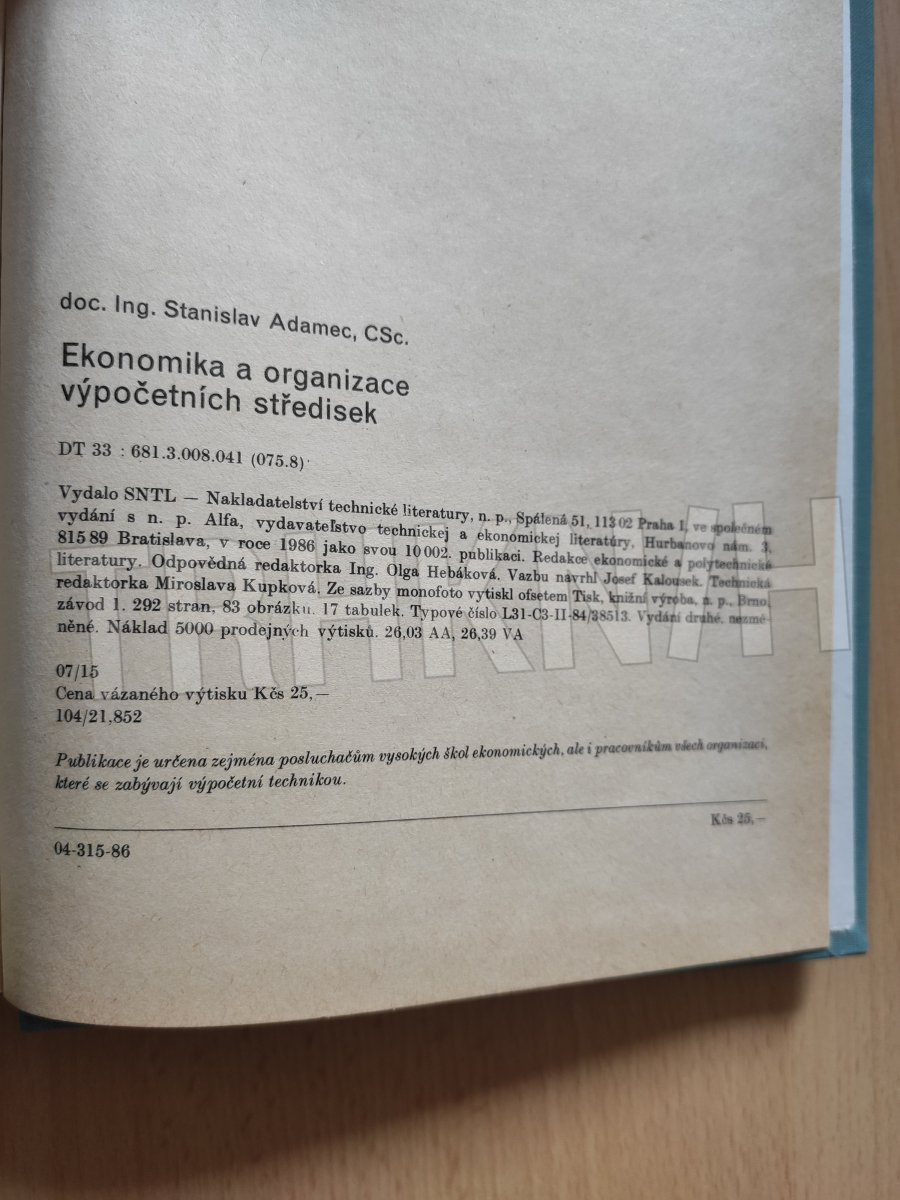 doc. Ing. Stanislav Adamec, CSc.
Ekonomika a organizace
výpočetních středisek
DT 33 : 681.3.008.041 (075.8)
Vydalo SNTL — Nakladatelství technické literatury, n. p., Spálená 51, 113 02 Praha 1, ve společném
vydání s n. p. Alfa, vydavateľstvo technickej a ekonomickej literatúry, Hurbanovo nám. 3,
815 89 Bratislava, v roce 1986 jako svou 10 002. publikaci. Redakce ekonomické a polytechnické
literatury. Odpovědná redaktorka Ing. Olga Hebáková. Vazbu navrhl Josef Kalousek. Technická
redaktorka Miroslava Kupková. Ze sazby monofoto vytiskl ofsetem Tisk, knižní výroba, n. p., Brno,
závod 1. 292 stran, 83 obrázku. 17 tabulek. Typové číslo L31-C3-II-84/38513. Vydání druhé, nezmě-
něné. Náklad 5000 prodejných výtisků. 26,03 AA, 26,39 VA
07/15
Cena vázaného výtisku Kčs 25,—
104/21,852
Publikace je určena zejména posluchačům vysokých škol ekonomických, ale i pracovníkům všech organizací,
které se zabývají výpočetní technikou.
Kčs 25,—
04-315-86